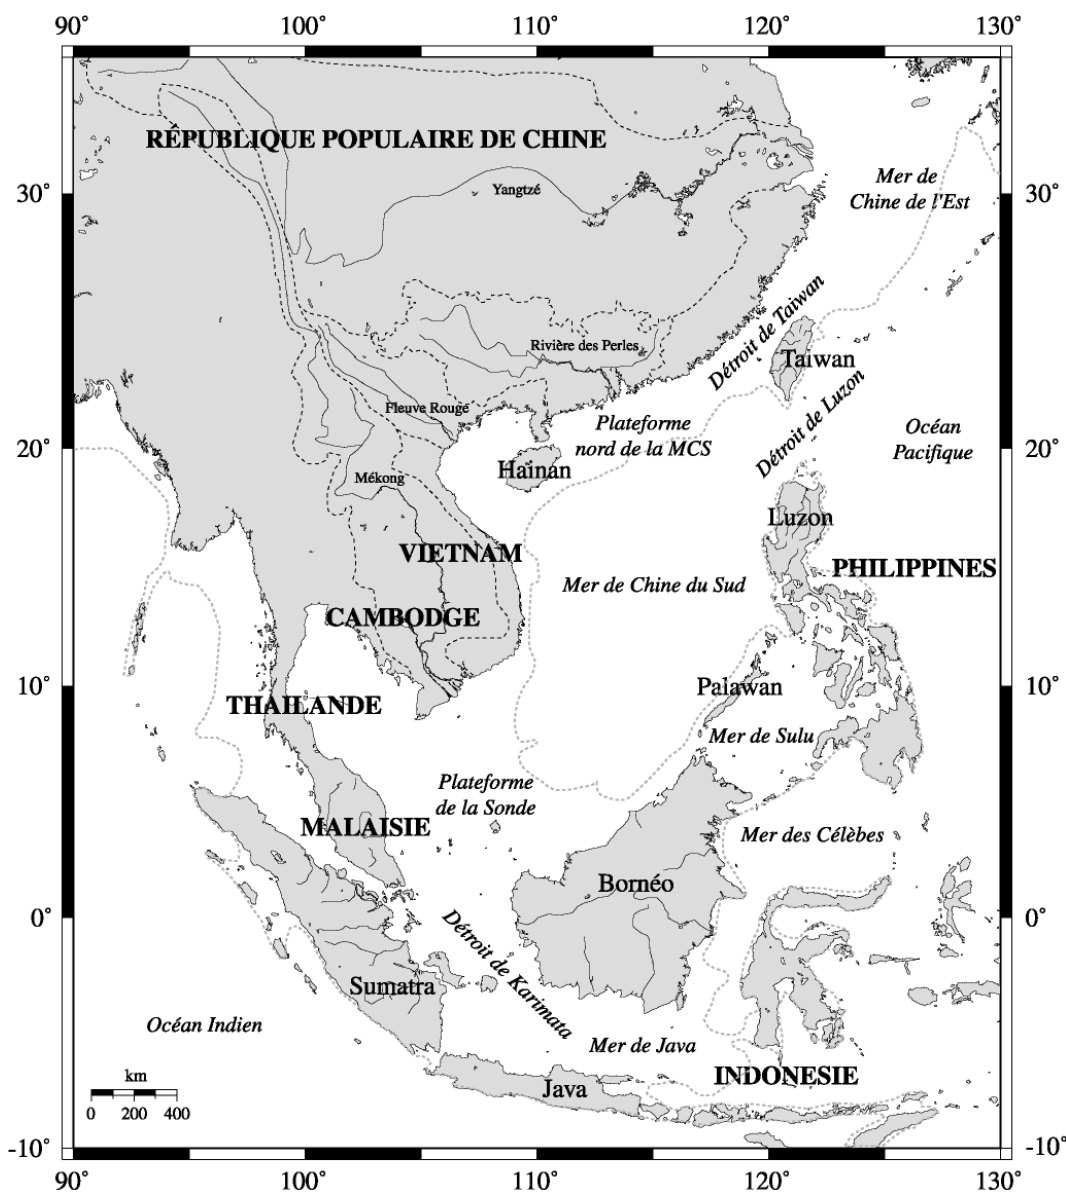 90° 100° 110° 120° 130°
RÉPUBLIQUE POPULAIRE DE CHINE
Mer de
Chine de l'Est
Yangtzé
30° 30°
Détroit de Taiwan
Rivière des Perles
Taiwan
Détroit de Luzon
Fleuve Rouge
Plateforme
nord de la MCS
Océan
Pacifique
20° 20°
Hainan
Mékong
Luzon
VIETNAM
PHILIPPINES
Mer de Chine du Sud
CAMBODGE
10° 10°
Palawan
THAILANDE
Mer de Sulu
Plateforme
de la Sonde
MALAISIE
Mer des Célèbes
Bornéo
0° 0°
Détroit de Karimata
Sumatra
Océan Indien
Mer de Java
INDONESIE
km
0 200 400
Java
-10° -10°
90° 100° 110° 120° 130°